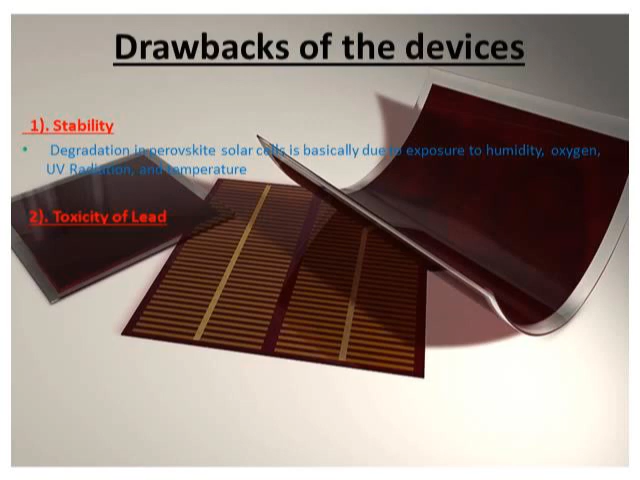 Drawbacks of the devices
1). Stability
• Degradation in perovskite solar cells is basically due to exposure to humidity, oxygen,
UV Radiation, and temperature
2). Toxicity of Lead